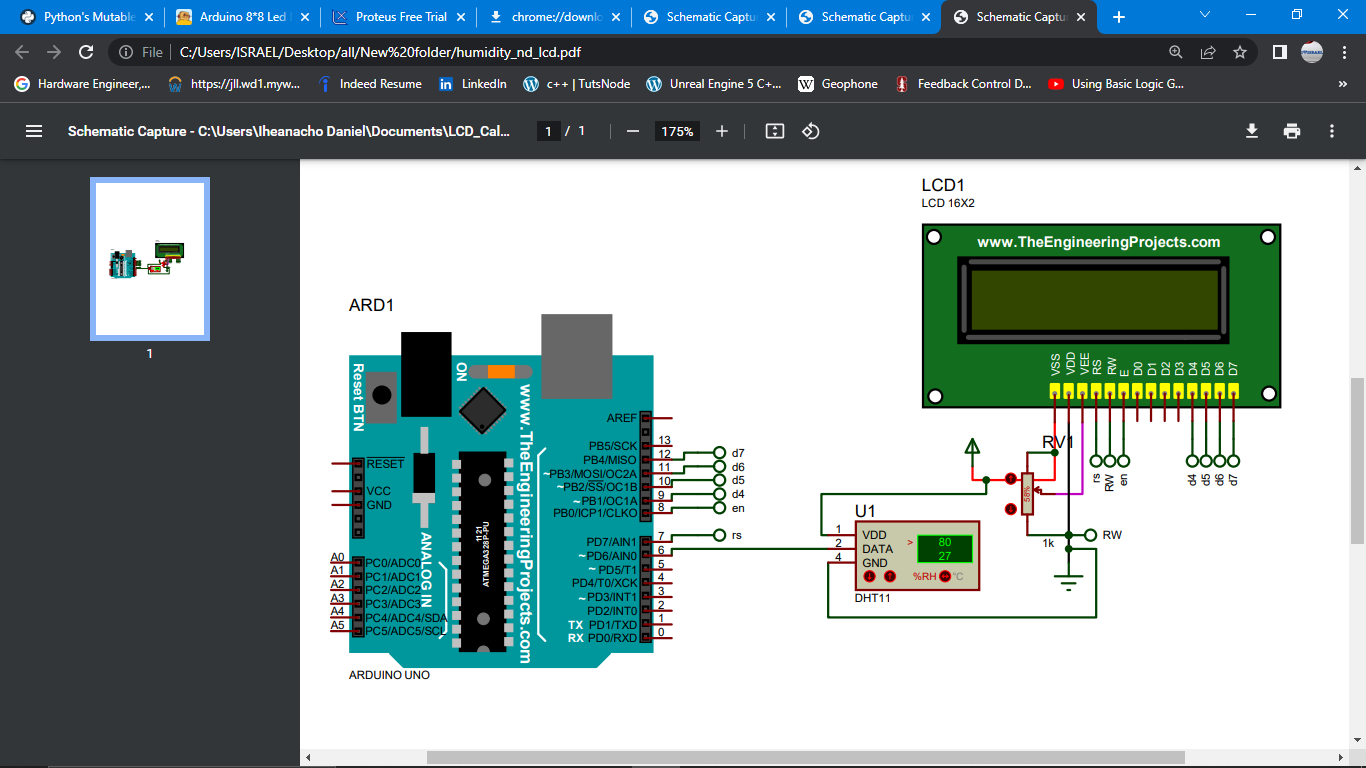 Python's Mutable
Arduino 8*8 Led
Proteus Free Trial
chrome://downlo
Schematic Captu
Schematic Captu
Schematic Captu
File
C:/Users/ISRAEL/Desktop/all/New%20folder/humidity_nd_lcd.pdf
Hardware Engineer,...
https://jll.wd1.myw...
Indeed Resume
LinkedIn
c++ | TutsNode
Unreal Engine 5 C+...
Geophone
Feedback Control D...
Using Basic Logic G...
»
Schematic Capture - C:\Users\Iheanacho Daniel\Documents\LCD_Cal...
1 / 1
175%
1
LCD1
LCD 16X2
www.TheEngineeringProjects.com
VSS
VDD
VEE
RS
RW
E
D0
D1
D2
D3
D4
D5
D6
D7
rs
RW
en
d4
d5
d6
d7
ARD1
Reset BTN
ON
www.TheEngineeringProjects.com
ANALOG IN
1121
ATMEGA328P-PU
RESET
VCC
GND
A0 PC0/ADC0
A1 PC1/ADC1
A2 PC2/ADC2
A3 PC3/ADC3
A4 PC4/ADC4/SDA
A5 PC5/ADC5/SCL
AREF
PB5/SCK 13
PB4/MISO 12 d7
~PB3/MOSI/OC2A 11 d6
~PB2/SS/OC1B 10 d5
~PB1/OC1A 9 d4
PB0/ICP1/CLKO 8 en
PD7/AIN1 7 rs
~PD6/AIN0 6
~PD5/T1 5
PD4/T0/XCK 4
~PD3/INT1 3
PD2/INT0 2
TX PD1/TXD 1
RX PD0/RXD 0
ARDUINO UNO
RV1
58%
1k
RW
U1
1 VDD
2 DATA
4 GND
>
80
27
%RH
°C
DHT11